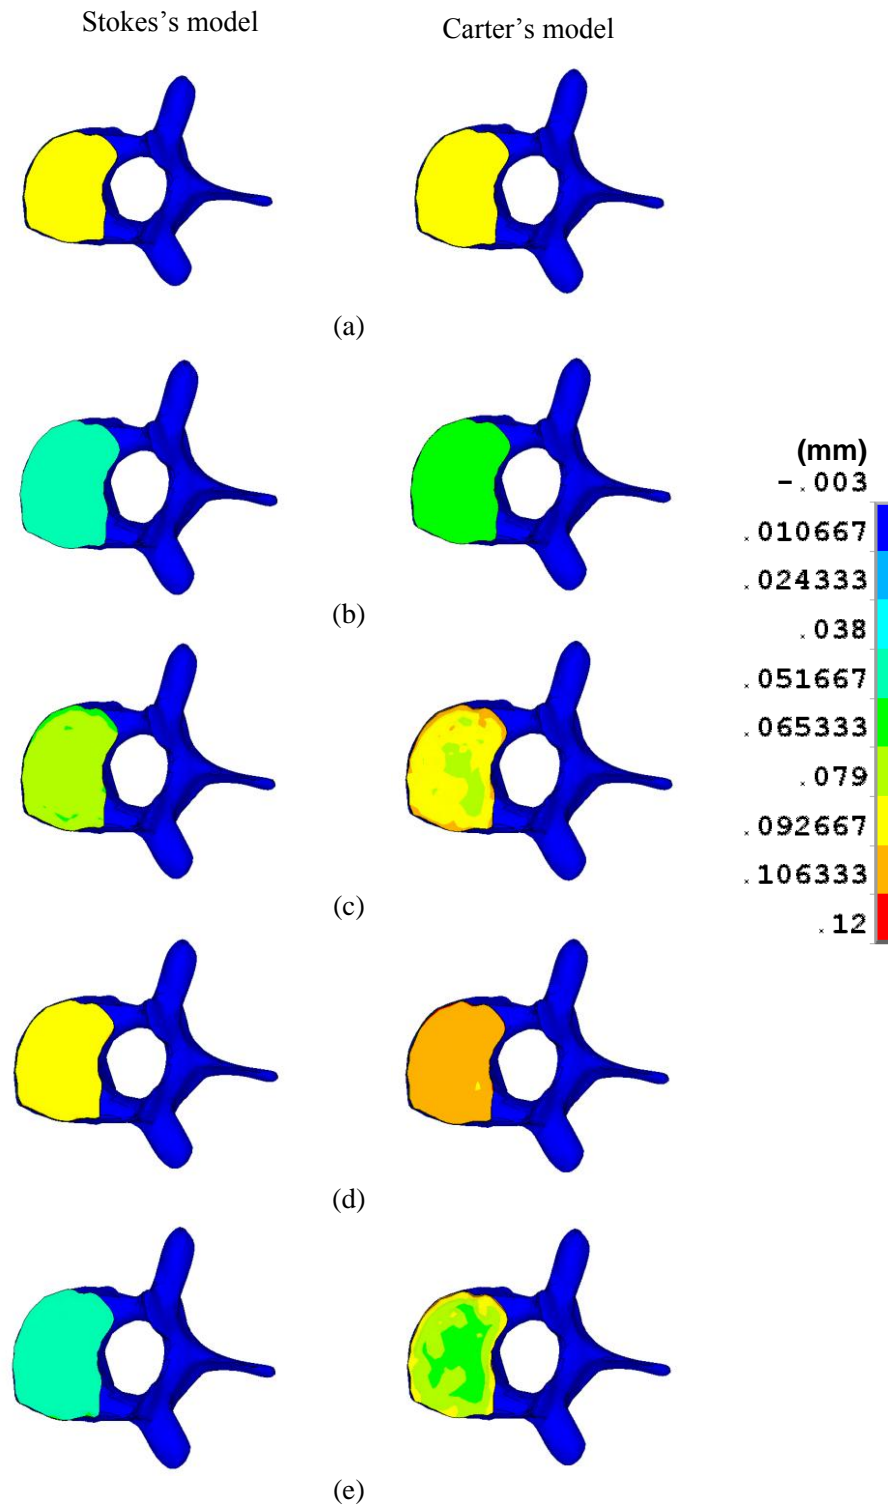 Stokes's model
Carter's model
(a)
(b)
(mm)
-.003
.010667
.024333
.038
.051667
.065333
.079
.092667
.106333
.12
(c)
(d)
(e)